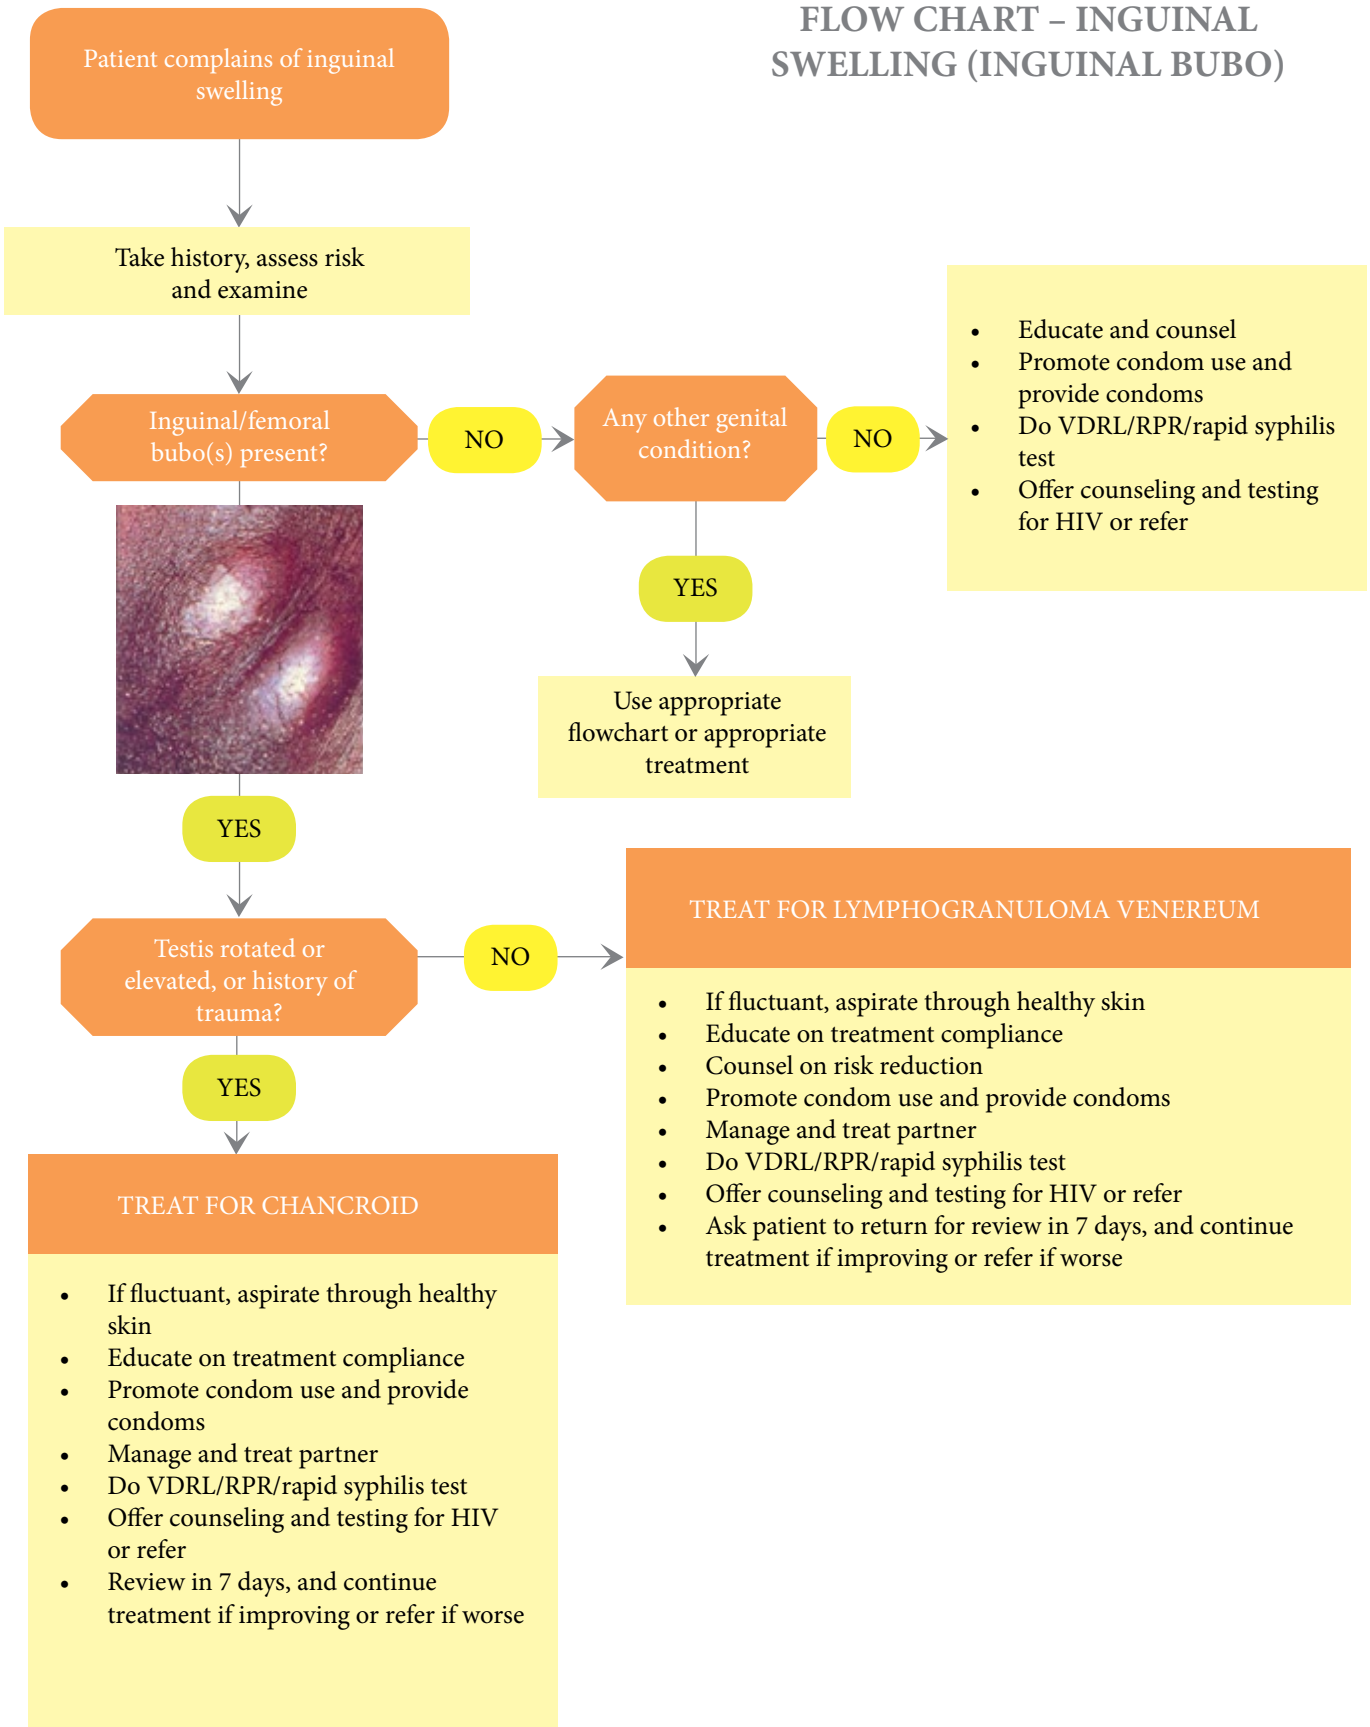 FLOW CHART – INGUINAL
SWELLING (INGUINAL BUBO)
Patient complains of inguinal
swelling
Take history, assess risk
and examine
Inguinal/femoral
bubo(s) present?
NO
Any other genital
condition?
NO
• Educate and counsel
• Promote condom use and
provide condoms
• Do VDRL/RPR/rapid syphilis
test
• Offer counseling and testing
for HIV or refer
YES
Use appropriate
flowchart or appropriate
treatment
YES
Testis rotated or
elevated, or history of
trauma?
NO
TREAT FOR LYMPHOGRANULOMA VENEREUM
• If fluctuant, aspirate through healthy skin
• Educate on treatment compliance
• Counsel on risk reduction
• Promote condom use and provide condoms
• Manage and treat partner
• Do VDRL/RPR/rapid syphilis test
• Offer counseling and testing for HIV or refer
• Ask patient to return for review in 7 days, and continue
treatment if improving or refer if worse
YES
TREAT FOR CHANCROID
• If fluctuant, aspirate through healthy
skin
• Educate on treatment compliance
• Promote condom use and provide
condoms
• Manage and treat partner
• Do VDRL/RPR/rapid syphilis test
• Offer counseling and testing for HIV
or refer
• Review in 7 days, and continue
treatment if improving or refer if worse